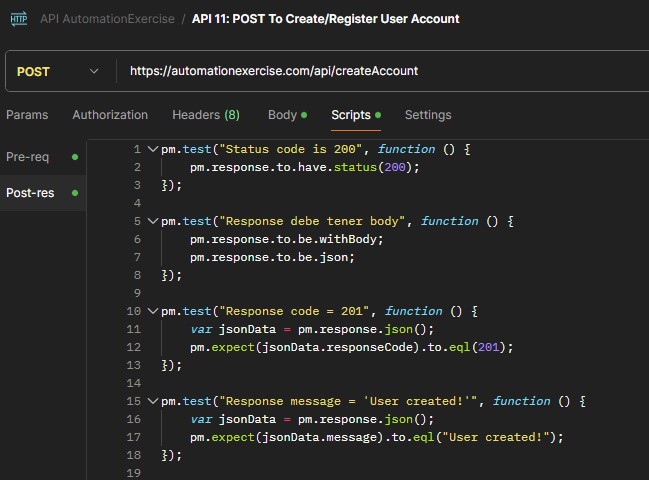 HTTP API AutomationExercise / API 11: POST To Create/Register User Account
POST https://automationexercise.com/api/createAccount
Params Authorization Headers (8) Body Scripts Settings
Pre-req
Post-res
1 pm.test("Status code is 200", function () {
2 pm.response.to.have.status(200);
3 });
4
5 pm.test("Response debe tener body", function () {
6 pm.response.to.be.withBody;
7 pm.response.to.be.json;
8 });
9
10 pm.test("Response code = 201", function () {
11 var jsonData = pm.response.json();
12 pm.expect(jsonData.responseCode).to.eql(201);
13 });
14
15 pm.test("Response message = 'User created!'", function () {
16 var jsonData = pm.response.json();
17 pm.expect(jsonData.message).to.eql("User created!");
18 });
19